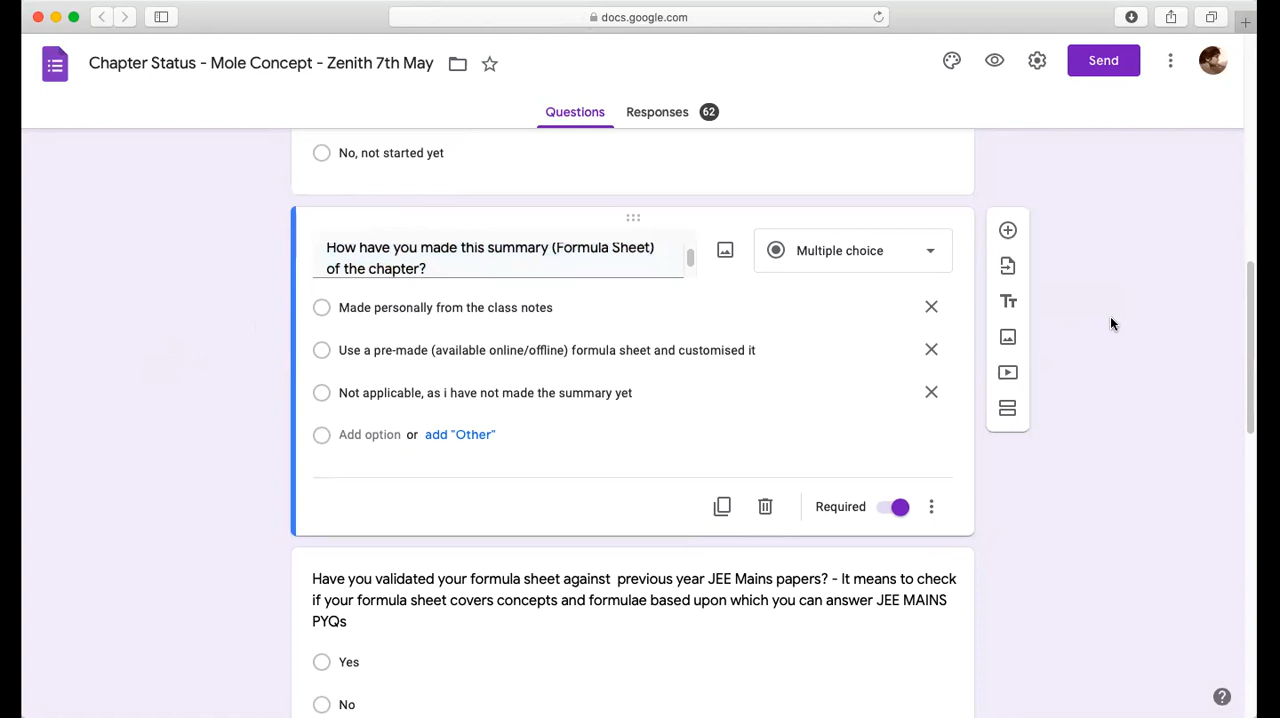 docs.google.com
Chapter Status - Mole Concept - Zenith 7th May
Send
Questions
Responses 62
No, not started yet
How have you made this summary (Formula Sheet)
of the chapter?
Multiple choice
Made personally from the class notes
Use a pre-made (available online/offline) formula sheet and customised it
Not applicable, as i have not made the summary yet
Add option or add "Other"
Tт
Required
Have you validated your formula sheet against previous year JEE Mains papers? - It means to check
if your formula sheet covers concepts and formulae based upon which you can answer JEE MAINS
PYQs
Yes
No